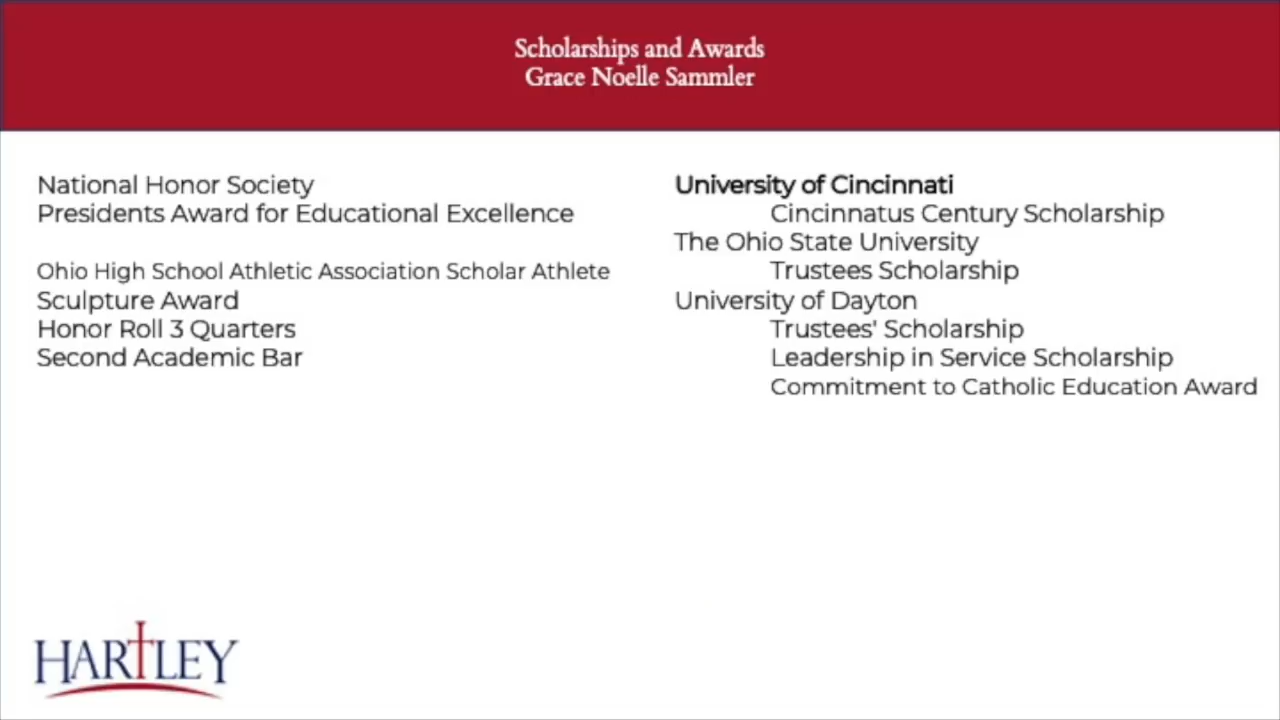 Scholarships and Awards
Grace Noelle Sammler
National Honor Society
Presidents Award for Educational Excellence
Ohio High School Athletic Association Scholar Athlete
Sculpture Award
Honor Roll 3 Quarters
Second Academic Bar
University of Cincinnati
Cincinnatus Century Scholarship
The Ohio State University
Trustees Scholarship
University of Dayton
Trustees' Scholarship
Leadership in Service Scholarship
Commitment to Catholic Education Award
HARTLEY